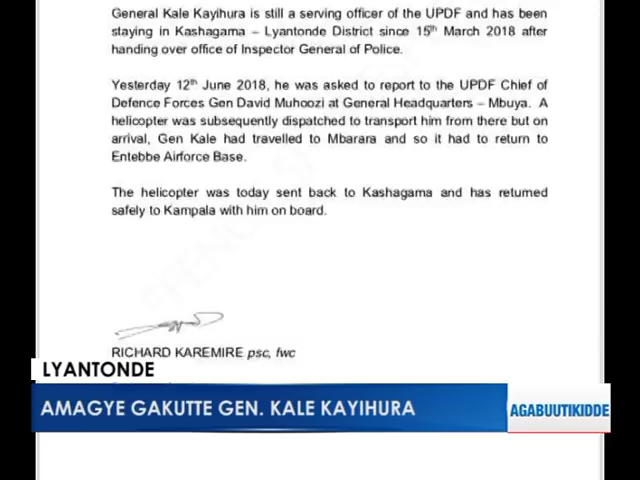 General Kale Kayihura is still a serving officer of the UPDF and has been
staying in Kashagama – Lyantonde District since 15th March 2018 after
handing over office of Inspector General of Police.
Yesterday 12th June 2018, he was asked to report to the UPDF Chief of
Defence Forces Gen David Muhoozi at General Headquarters – Mbuya. A
helicopter was subsequently dispatched to transport him from there but on
arrival, Gen Kale had travelled to Mbarara and so it had to return to
Entebbe Airforce Base.
The helicopter was today sent back to Kashagama and has returned
safely to Kampala with him on board.
RICHARD KAREMIRE psc, fwc
LYANTONDE
AMAGYE GAKUTTE GEN. KALE KAYIHURA
AGABUUTIKIDDE